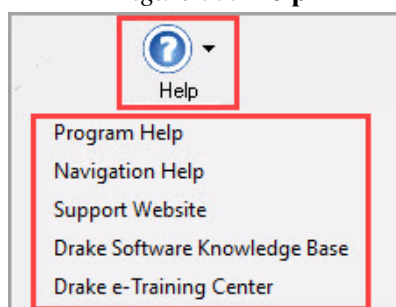 Help
Program Help
Navigation Help
Support Website
Drake Software Knowledge Base
Drake e-Training Center